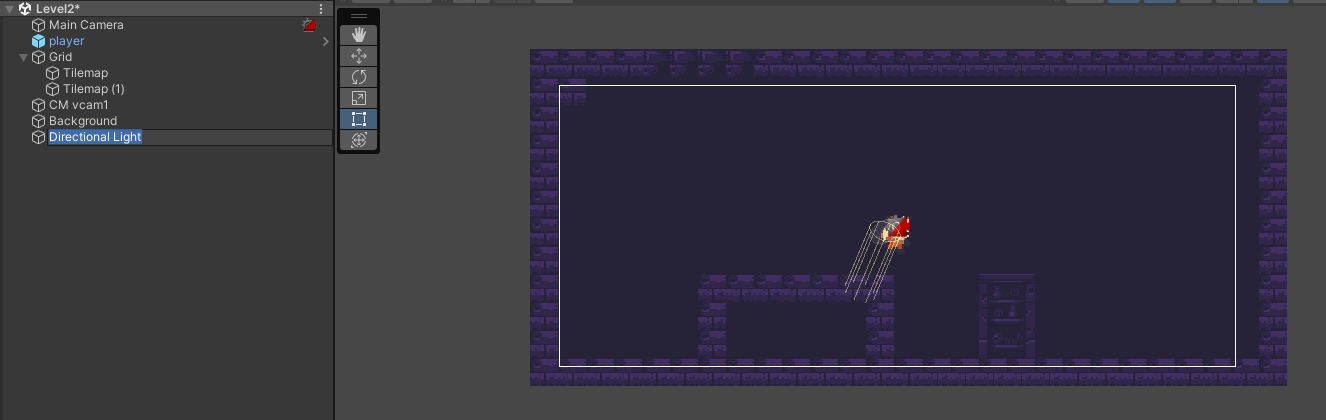 Level2*
Main Camera
player
Grid
Tilemap
Tilemap (1)
CM vcam1
Background
Directional Light